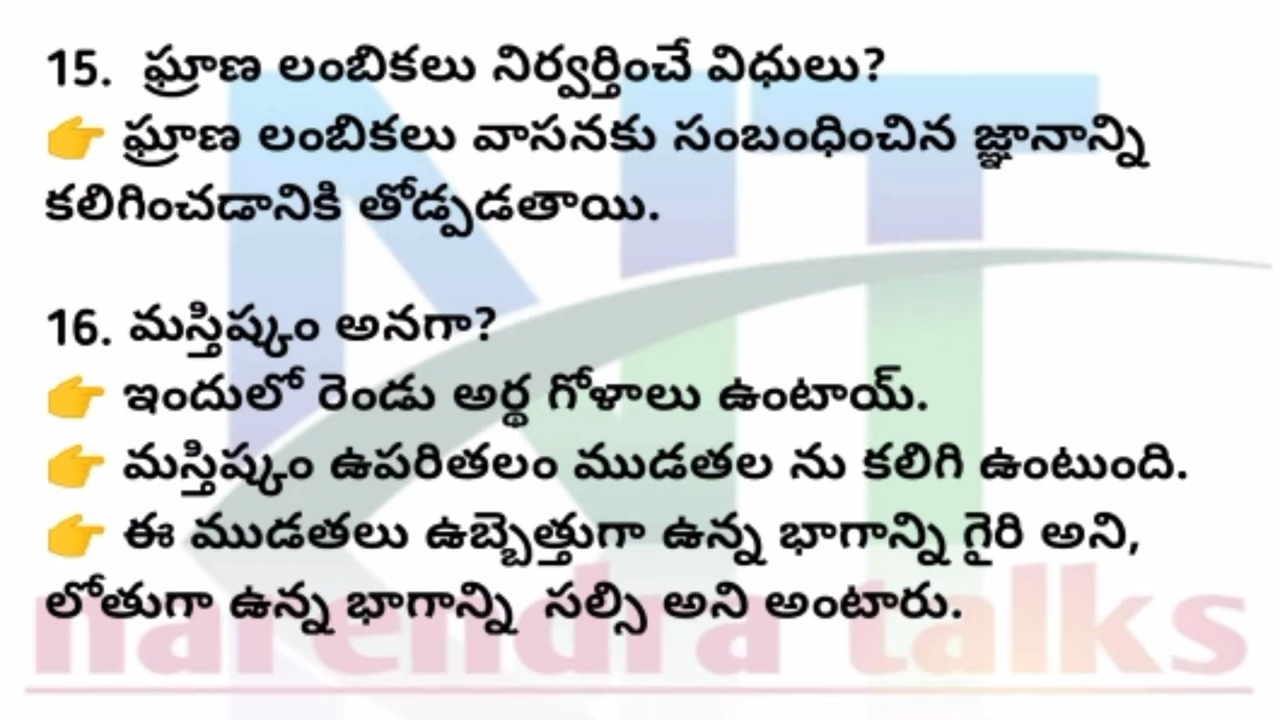 15. ఘ్రాణ లంబికలు నిర్వర్తించే విధులు?
👉 ఘ్రాణ లంబికలు వాసనకు సంబంధించిన జ్ఞానాన్ని
కలిగించడానికి తోడ్పడతాయి.
16. మస్తిష్కం అనగా?
👉 ఇందులో రెండు అర్థ గోళాలు ఉంటాయ్.
👉 మస్తిష్కం ఉపరితలం ముడతల ను కలిగి ఉంటుంది.
👉 ఈ ముడతలు ఉబ్బెత్తుగా ఉన్న భాగాన్ని గైరి అని,
లోతుగా ఉన్న భాగాన్ని సల్సి అని అంటారు.
narendra talks